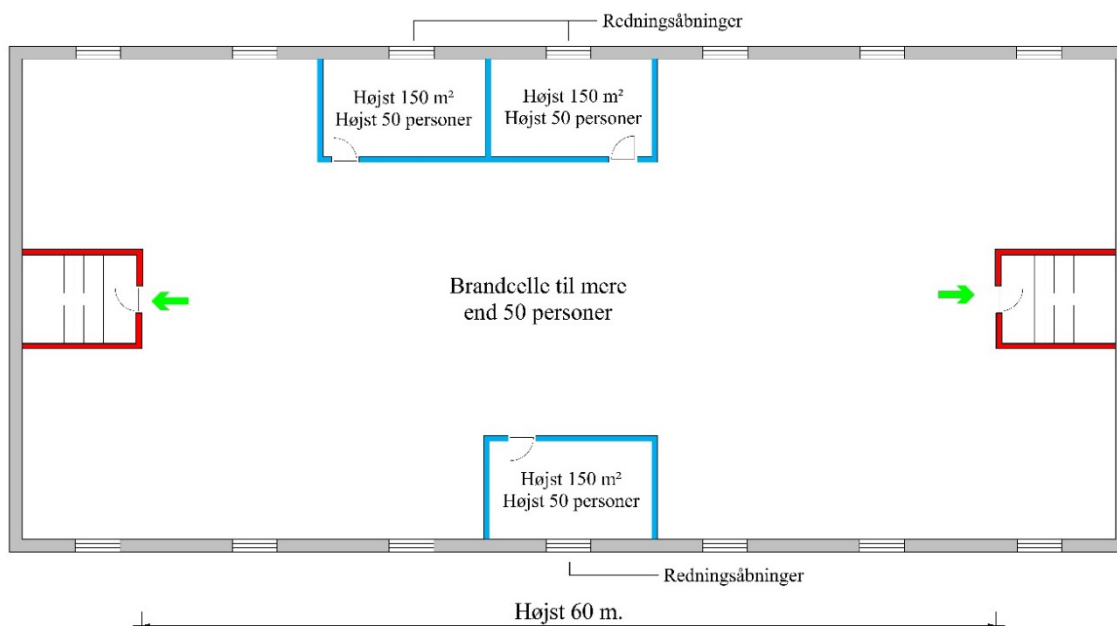 Redningsåbninger
Højst 150 m²
Højst 50 personer
Højst 150 m²
Højst 50 personer
Brandcelle til mere
end 50 personer
Højst 150 m²
Højst 50 personer
Redningsåbninger
Højst 60 m.